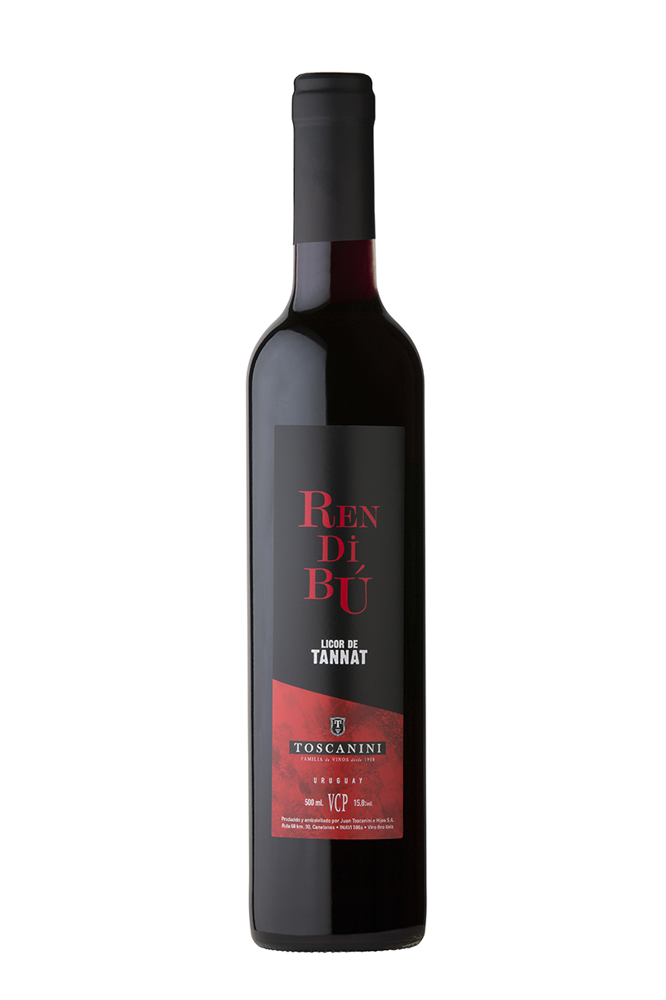 REN
Di
BÚ
LICOR DE
TANNAT
T
TOSCANINI
FAMILIA de VINOS desde 1908
URUGUAY
500 ml. VCP 15,8%vol.
Producido y embotellado por Juan Toscanini e Hijos S.A.
Ruta 68 km. 30, Canelones • INAVI 586a • Vino fino tinto